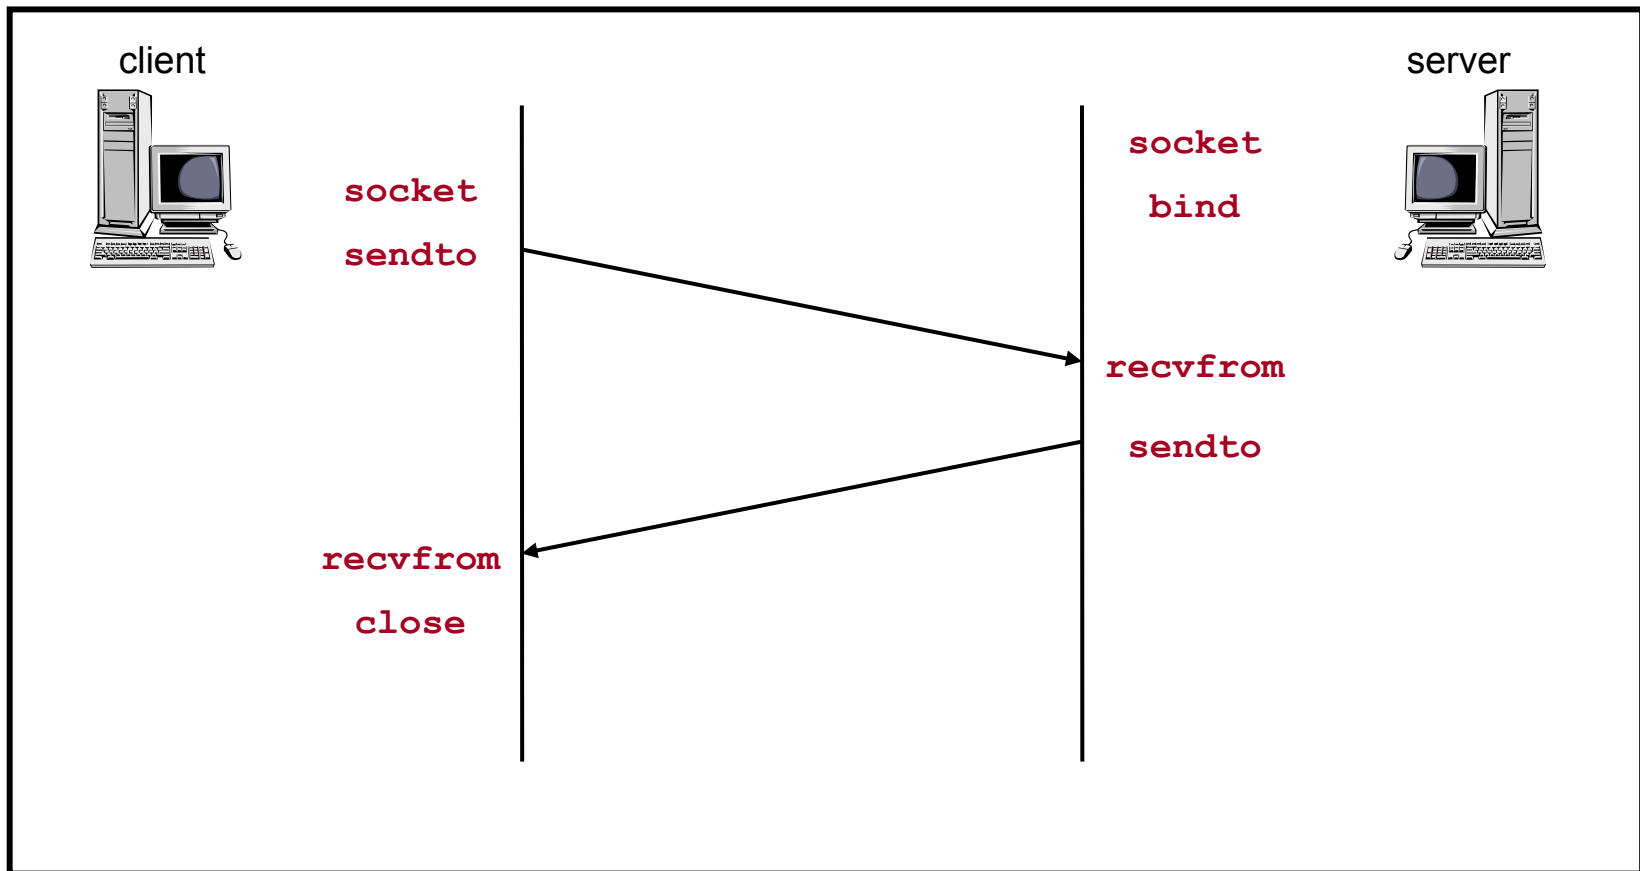 client
server
socket
socket
bind
sendto
recvfrom
sendto
recvfrom
close